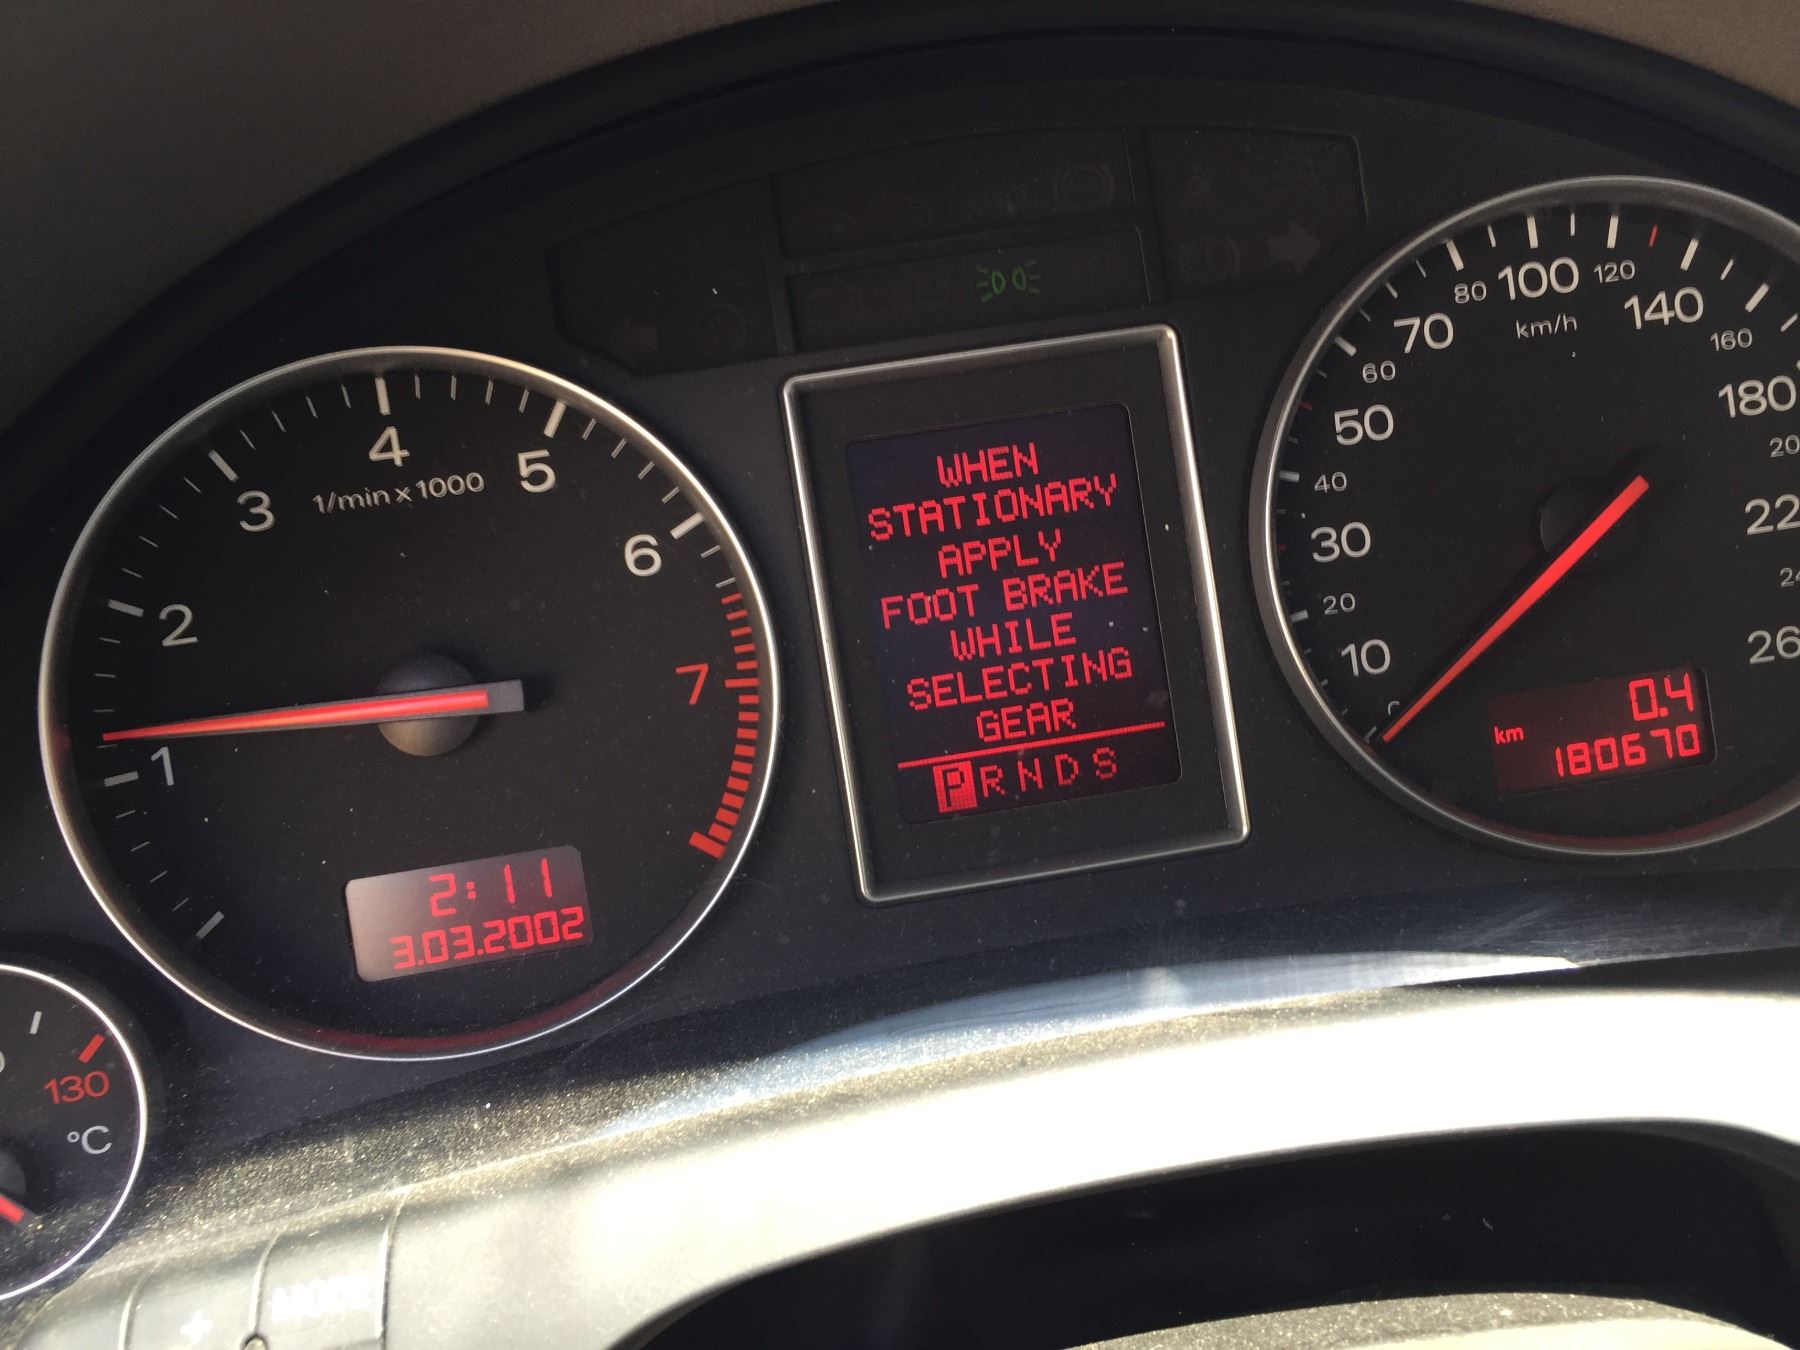 4
5
3
1/min x 1000
6
2
7
1
2:11
3.03.2002
130
°C
WHEN
STATIONARY
APPLY
FOOT BRAKE
WHILE
SELECTING
GEAR
P R N D S
80 100 120
70 km/h 140
60 160
50 180
40
30
20
10
0.4
km 180670
MODE
+